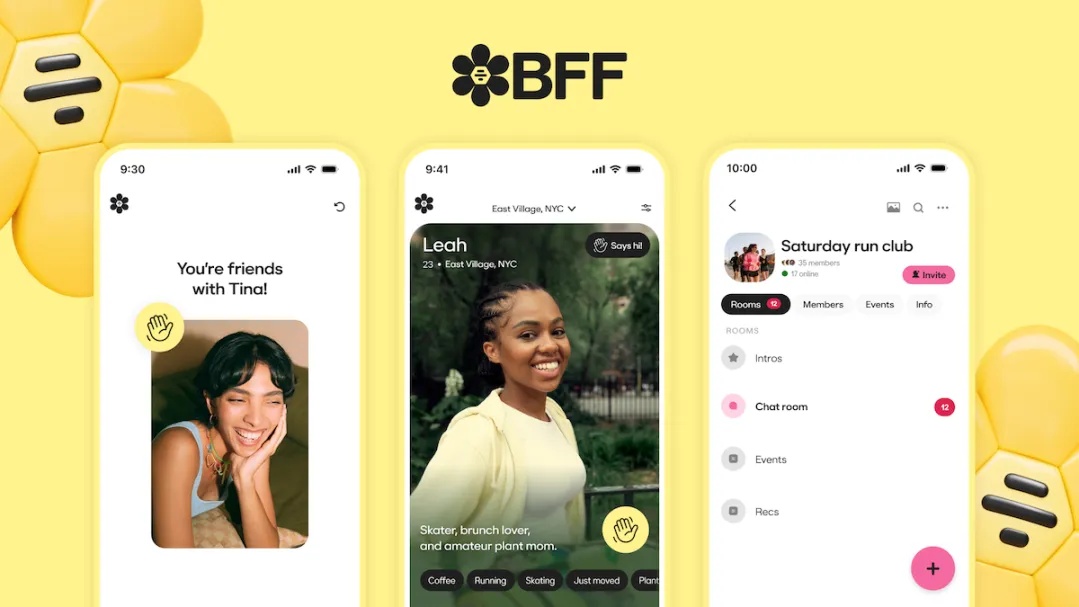 BFF
9:30
You're friends
with Tina!
9:41
East Village, NYC
Leah
Says hi!
23 • East Village, NYC
Skater, brunch lover,
and amateur plant mom.
Coffee
Running
Skating
Just moved
Plant
10:00
Saturday run club
35 members
17 online
Invite
Rooms 12
Members
Events
Info
ROOMS
Intros
Chat room
12
Events
Recs